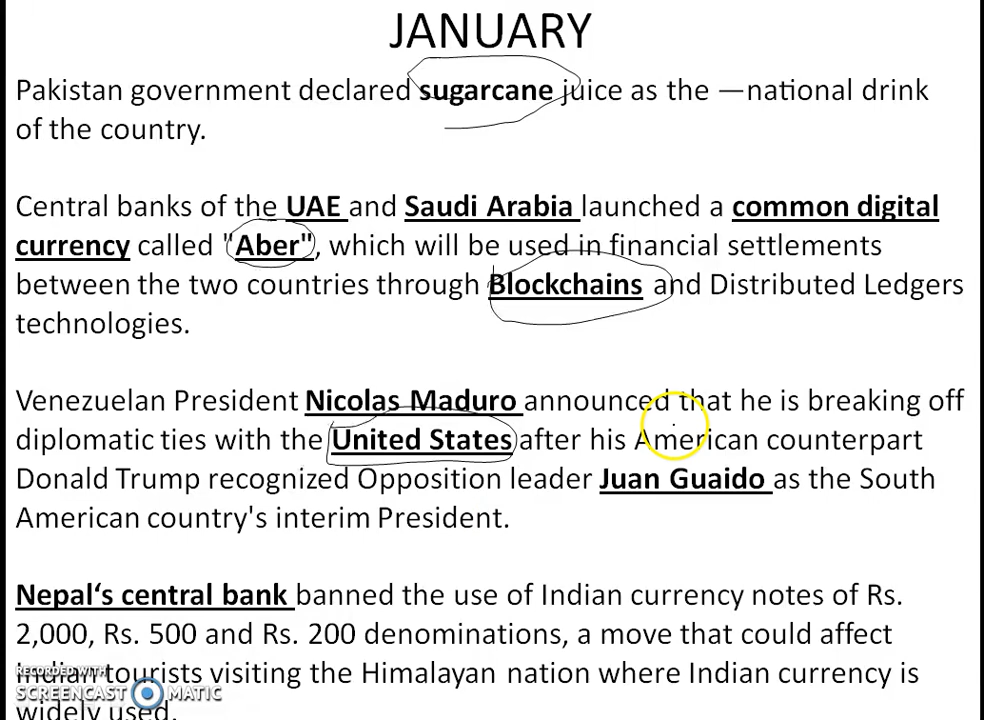 JANUARY
Pakistan government declared sugarcane juice as the —national drink
of the country.
Central banks of the UAE and Saudi Arabia launched a common digital
currency called "Aber", which will be used in financial settlements
between the two countries through Blockchains and Distributed Ledgers
technologies.
Venezuelan President Nicolas Maduro announced that he is breaking off
diplomatic ties with the United States after his American counterpart
Donald Trump recognized Opposition leader Juan Guaido as the South
American country's interim President.
Nepal‘s central bank banned the use of Indian currency notes of Rs.
2,000, Rs. 500 and Rs. 200 denominations, a move that could affect
Indian tourists visiting the Himalayan nation where Indian currency is
widely used.
RECORDED WITH
SCREENCAST MATIC